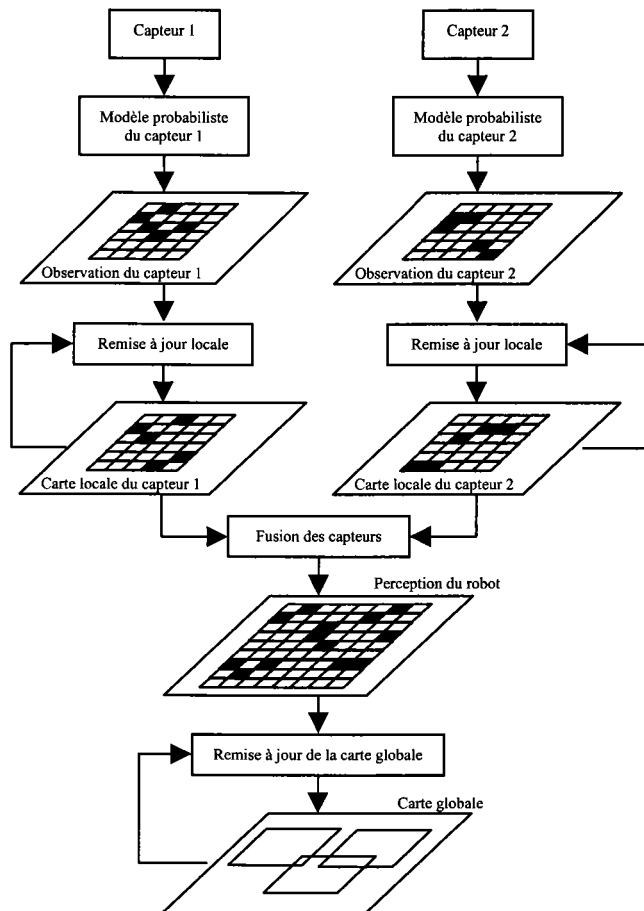 Capteur 1
Capteur 2
Modèle probabiliste
du capteur 1
Modèle probabiliste
du capteur 2
Observation du capteur 1
Observation du capteur 2
Remise à jour locale
Remise à jour locale
Carte locale du capteur 1
Carte locale du capteur 2
Fusion des capteurs
Perception du robot
Remise à jour de la carte globale
Carte globale